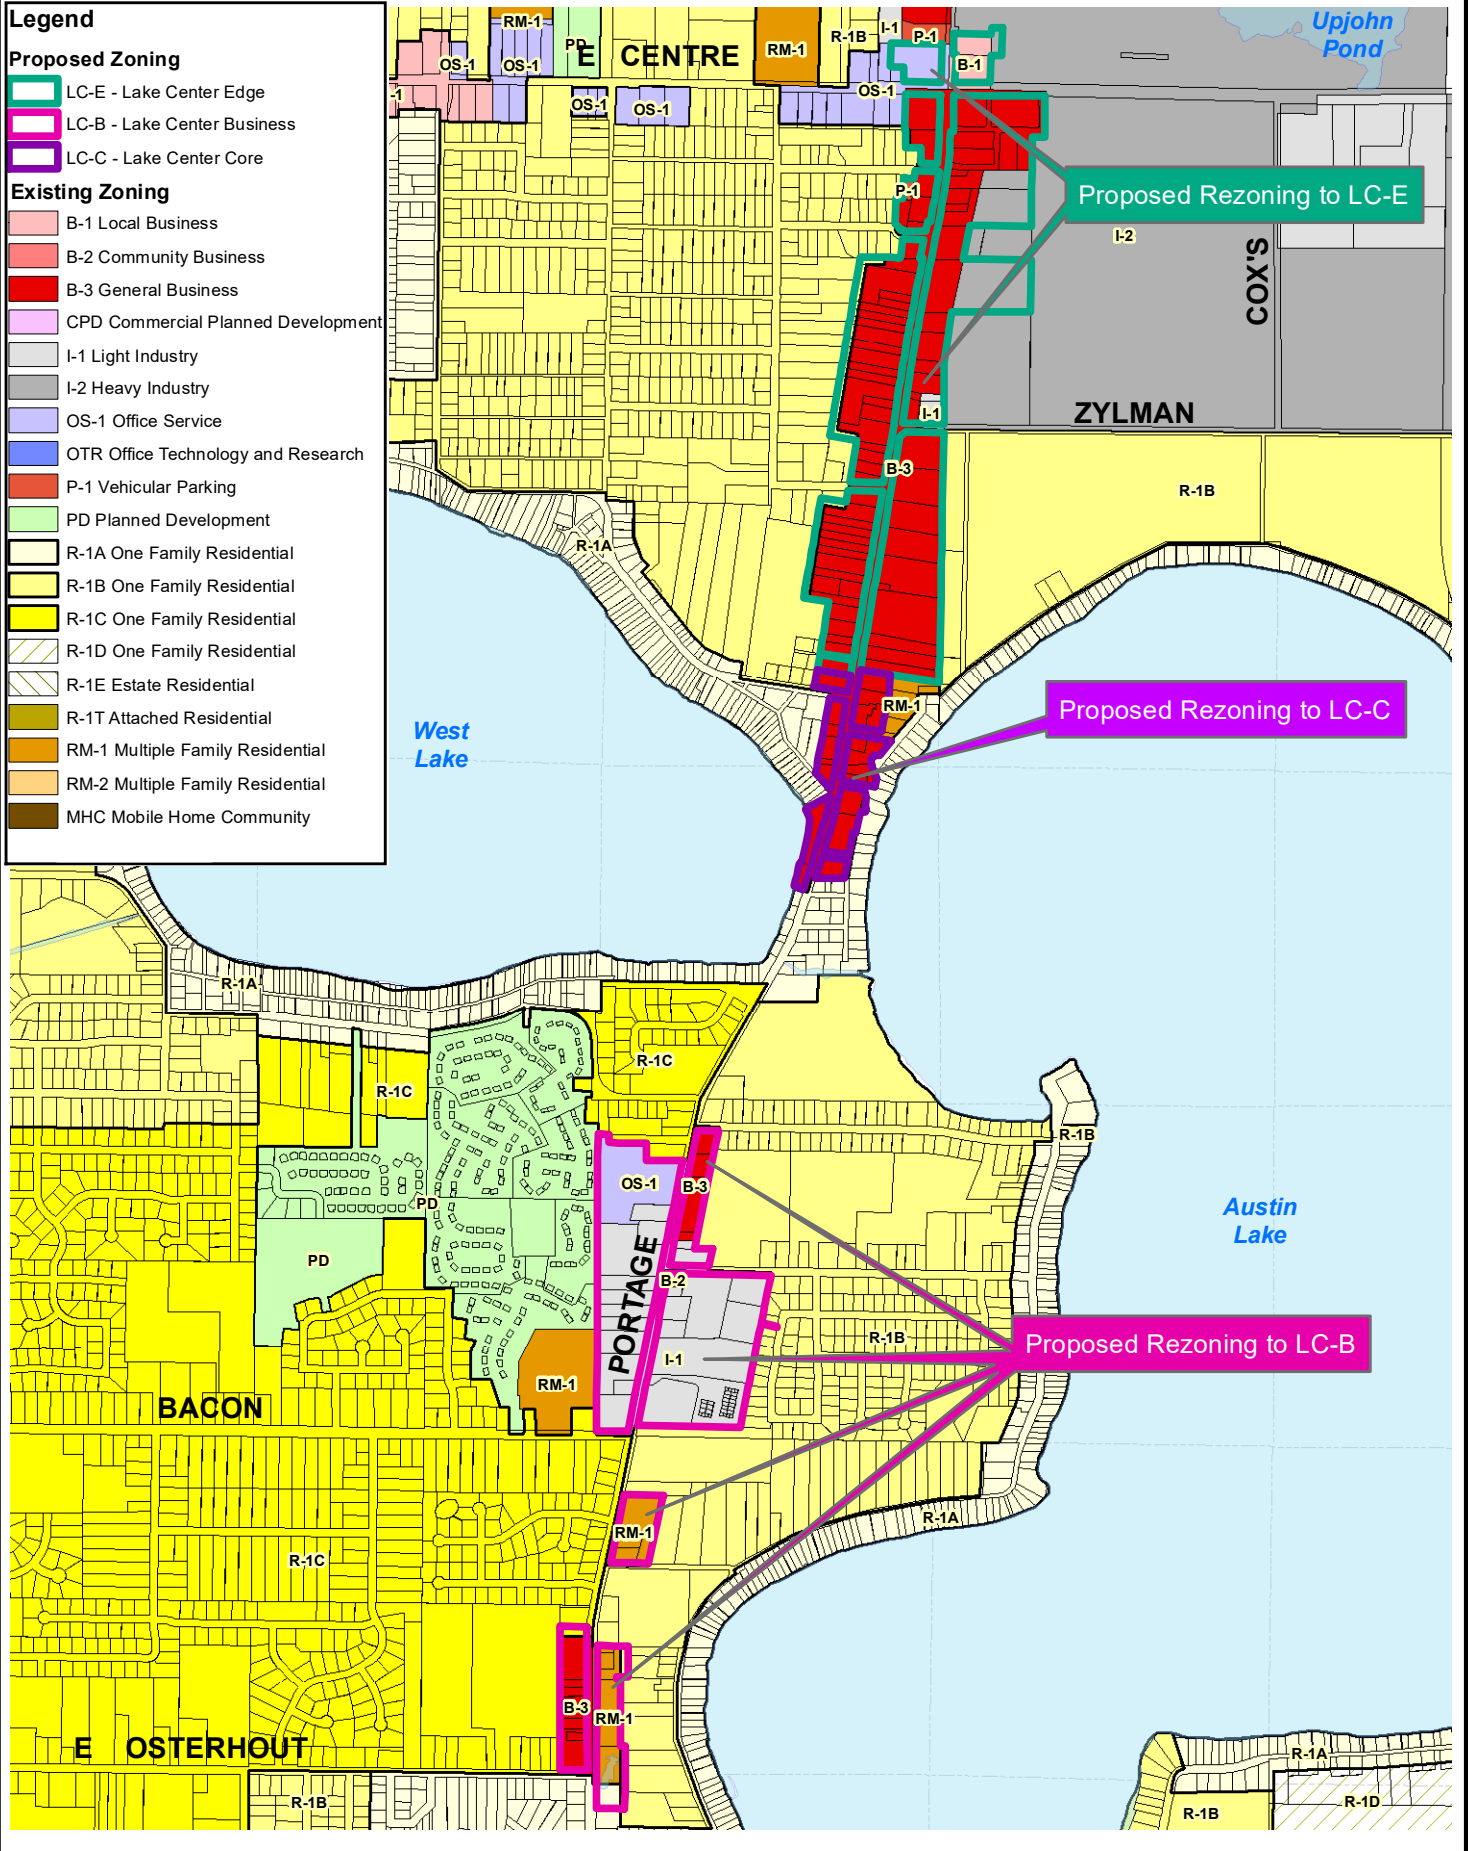 Legend
Proposed Zoning
LC-E - Lake Center Edge
LC-B - Lake Center Business
LC-C - Lake Center Core
Existing Zoning
B-1 Local Business
B-2 Community Business
B-3 General Business
CPD Commercial Planned Development
I-1 Light Industry
I-2 Heavy Industry
OS-1 Office Service
OTR Office Technology and Research
P-1 Vehicular Parking
PD Planned Development
R-1A One Family Residential
R-1B One Family Residential
R-1C One Family Residential
R-1D One Family Residential
R-1E Estate Residential
R-1T Attached Residential
RM-1 Multiple Family Residential
RM-2 Multiple Family Residential
MHC Mobile Home Community
RM-1
PD
E CENTRE
OS-1
OS-1
RM-1
R-1B
I-1
P-1
B-1
Upjohn
Pond
-1
OS-1
OS-1
OS-1
P-1
Proposed Rezoning to LC-E
I-2
COX'S
I-1
ZYLMAN
B-3
R-1B
R-1A
RM-1
Proposed Rezoning to LC-C
West
Lake
R-1A
R-1C
R-1C
R-1B
OS-1
B-3
PD
Austin
Lake
PD
PORTAGE
B-2
R-1B
Proposed Rezoning to LC-B
I-1
RM-1
BACON
R-1A
RM-1
R-1C
B-3
RM-1
E OSTERHOUT
R-1A
R-1B
R-1B
R-1D